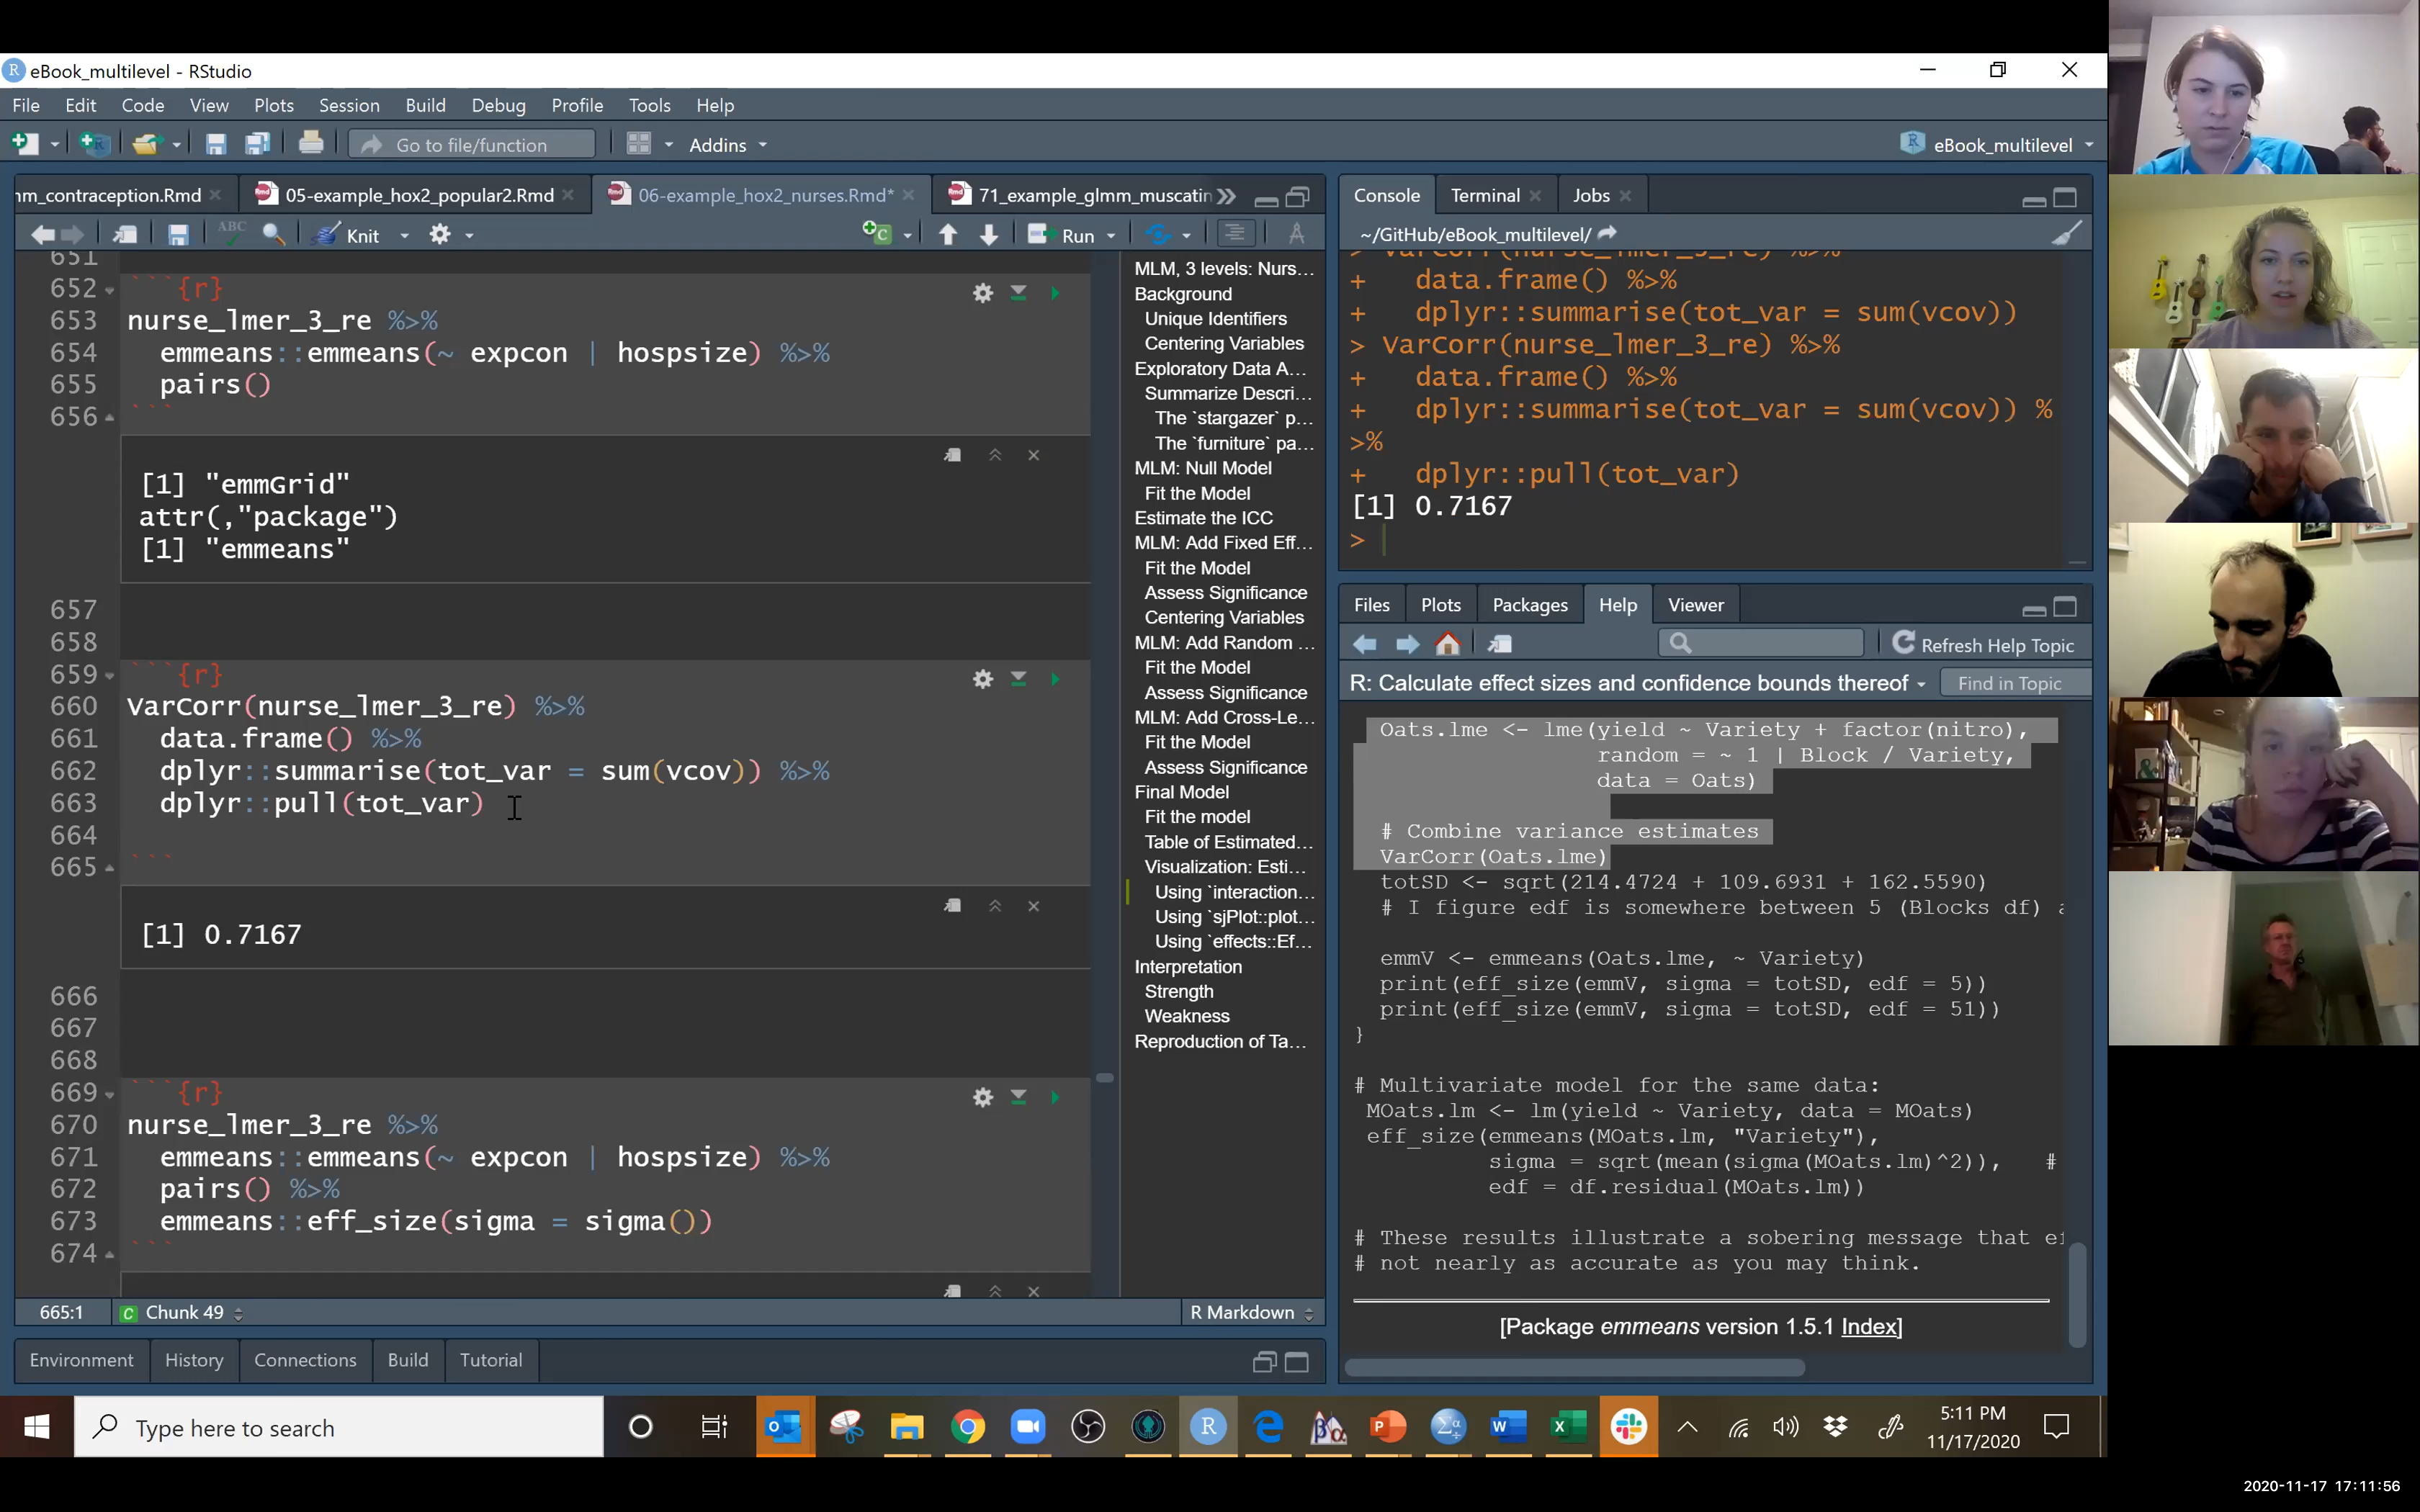 eBook_multilevel - RStudio
File Edit Code View Plots Session Build Debug Profile Tools Help
Go to file/function
Addins
eBook_multilevel
nm_contraception.Rmd
05-example_hox2_popular2.Rmd
06-example_hox2_nurses.Rmd*
71_example_glmm_muscatin
ABC
Knit
Run
651
652 ```{r}
653 nurse_lmer_3_re %>%
654 emmeans::emmeans(~ expcon | hospsize) %>%
655 pairs()
656 ```
[1] "emmGrid"
attr(,"package")
[1] "emmeans"
657
658
659 ```{r}
660 VarCorr(nurse_lmer_3_re) %>%
661 data.frame() %>%
662 dplyr::summarise(tot_var = sum(vcov)) %>%
663 dplyr::pull(tot_var)
664
665 ```
[1] 0.7167
666
667
668
669 ```{r}
670 nurse_lmer_3_re %>%
671 emmeans::emmeans(~ expcon | hospsize) %>%
672 pairs() %>%
673 emmeans::eff_size(sigma = sigma())
674 ```
665:1 Chunk 49
R Markdown
MLM, 3 levels: Nurs...
Background
Unique Identifiers
Centering Variables
Exploratory Data A...
Summarize Descri...
The `stargazer` p...
The `furniture` pa...
MLM: Null Model
Fit the Model
Estimate the ICC
MLM: Add Fixed Eff...
Fit the Model
Assess Significance
Centering Variables
MLM: Add Random ...
Fit the Model
Assess Significance
MLM: Add Cross-Le...
Fit the Model
Assess Significance
Final Model
Fit the model
Table of Estimated...
Visualization: Esti...
Using `interaction...
Using `sjPlot::plot...
Using `effects::Ef...
Interpretation
Strength
Weakness
Reproduction of Ta...
Environment History Connections Build Tutorial
Console Terminal Jobs
~/GitHub/eBook_multilevel/
> VarCorr(nurse_lmer_3_re) %>%
+ data.frame() %>%
+ dplyr::summarise(tot_var = sum(vcov))
> VarCorr(nurse_lmer_3_re) %>%
+ data.frame() %>%
+ dplyr::summarise(tot_var = sum(vcov)) %
>%
+ dplyr::pull(tot_var)
[1] 0.7167
>
Files Plots Packages Help Viewer
Refresh Help Topic
R: Calculate effect sizes and confidence bounds thereof
Find in Topic
Oats.lme <- lme(yield ~ Variety + factor(nitro),
random = ~ 1 | Block / Variety,
data = Oats)
# Combine variance estimates
VarCorr(Oats.lme)
totSD <- sqrt(214.4724 + 109.6931 + 162.5590)
# I figure edf is somewhere between 5 (Blocks df) a
emmV <- emmeans(Oats.lme, ~ Variety)
print(eff_size(emmV, sigma = totSD, edf = 5))
print(eff_size(emmV, sigma = totSD, edf = 51))
}
# Multivariate model for the same data:
MOats.lm <- lm(yield ~ Variety, data = MOats)
eff_size(emmeans(MOats.lm, "Variety"),
sigma = sqrt(mean(sigma(MOats.lm)^2)), #
edf = df.residual(MOats.lm))
# These results illustrate a sobering message that ef
# not nearly as accurate as you may think.
[Package emmeans version 1.5.1 Index]
Type here to search
5:11 PM
11/17/2020
2020-11-17 17:11:56